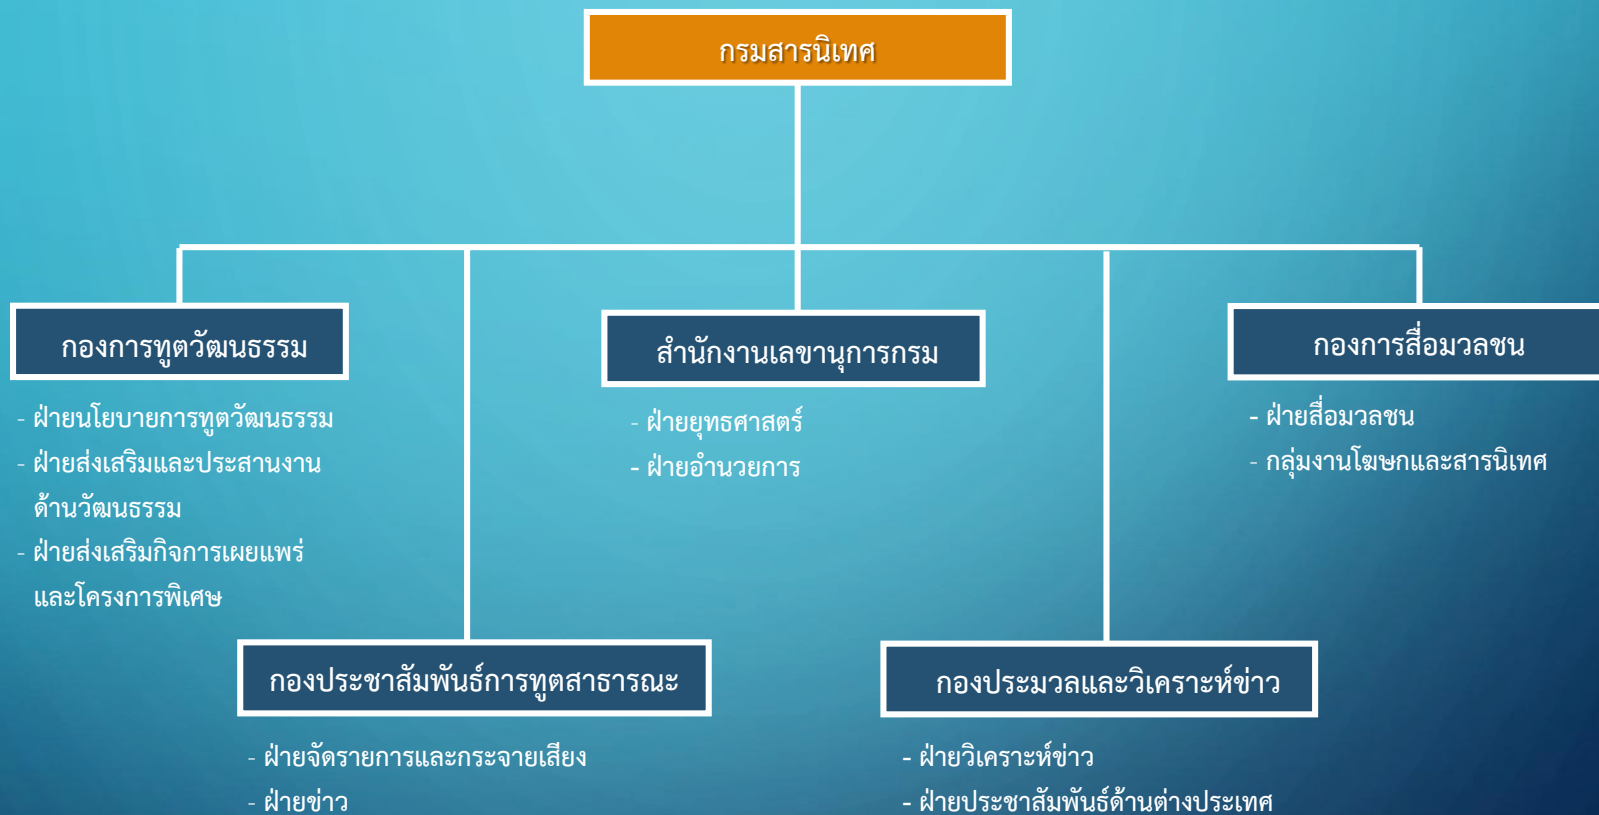 กรมสารนิเทศ
กองการทูตวัฒนธรรม
- ฝ่ายนโยบายการทูตวัฒนธรรม
- ฝ่ายส่งเสริมและประสานงาน
ด้านวัฒนธรรม
- ฝ่ายส่งเสริมกิจการเผยแพร่
และโครงการพิเศษ
สำนักงานเลขานุการกรม
- ฝ่ายยุทธศาสตร์
- ฝ่ายอำนวยการ
กองการสื่อมวลชน
- ฝ่ายสื่อมวลชน
- กลุ่มงานโฆษกและสารนิเทศ
กองประชาสัมพันธ์การทูตสาธารณะ
- ฝ่ายจัดรายการและกระจายเสียง
- ฝ่ายข่าว
กองประมวลและวิเคราะห์ข่าว
- ฝ่ายวิเคราะห์ข่าว
- ฝ่ายประชาสัมพันธ์ด้านต่างประเทศ